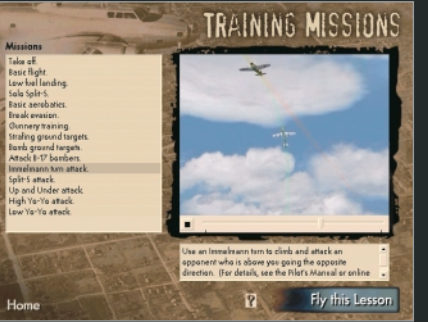 TRAINING MISSIONS
Missions
Take off.
Basic flight.
Low fuel landing.
Solo Split-S.
Basic aerobatics.
Break evasion.
Gunnery training.
Strafing ground targets.
Bomb ground targets.
Attack B-17 bombers.
Immelmann turn attack.
Split-S attack.
Up and Under attack.
High Yo-Yo attack.
Low Yo-Yo attack.
Use an Immelmann turn to climb and attack an
opponent who is above you going the opposite
direction. (For details, see the Pilot's Manual or online
Home
?
Fly this Lesson